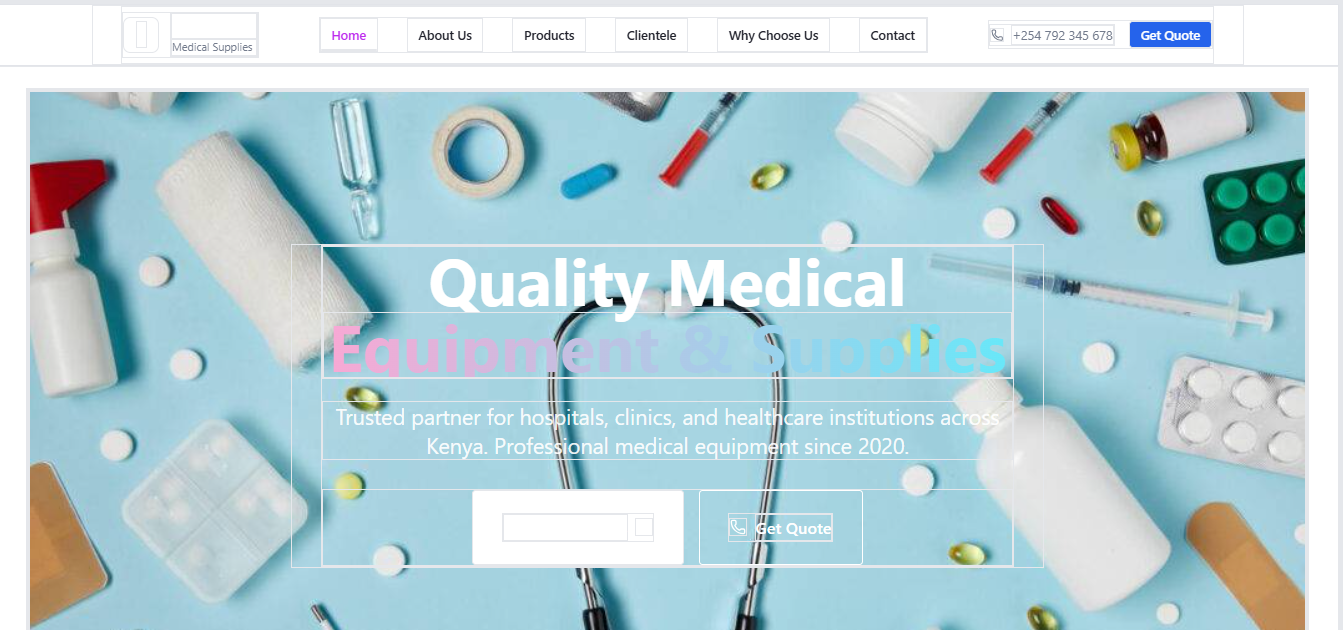 Medical Supplies
Home
About Us
Products
Clientele
Why Choose Us
Contact
+254 792 345 678
Get Quote
Quality Medical
Equipment & Supplies
Trusted partner for hospitals, clinics, and healthcare institutions across
Kenya. Professional medical equipment since 2020.
Get Quote